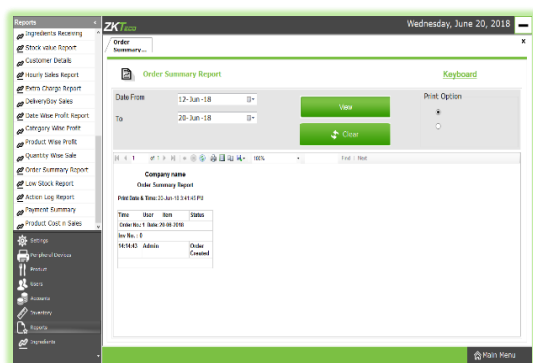 Reports
Ingredients Receiving
Stock value Report
Customer Details
Hourly Sales Report
Extra Charge Report
DeliveryBoy Sales
Date Wise Profit Report
Category Wise Profit
Product Wise Profit
Quantity Wise Sale
Order Summary Report
Low Stock Report
Action Log Report
Payment Summary
Product Cost n Sales
Settings
Peripheral Devices
Product
Users
Accounts
Inventory
Reports
Ingredients
ZKTeco
Wednesday, June 20, 2018
Order
Summary...
x
Order Summary Report
Keyboard
Date From
12-Jun-18
View
Print Option
To
20-Jun-18
Clear
1
of 1
100%
Find | Next
Company name
Order Summary Report
Print Date & Time: 20-Jun-18 3:41:45 PM
Time User Item Status
Order No.: 1 Date: 20-06-2018
Inv No. : 0
14:14:43 Admin Order
Created
Main Menu